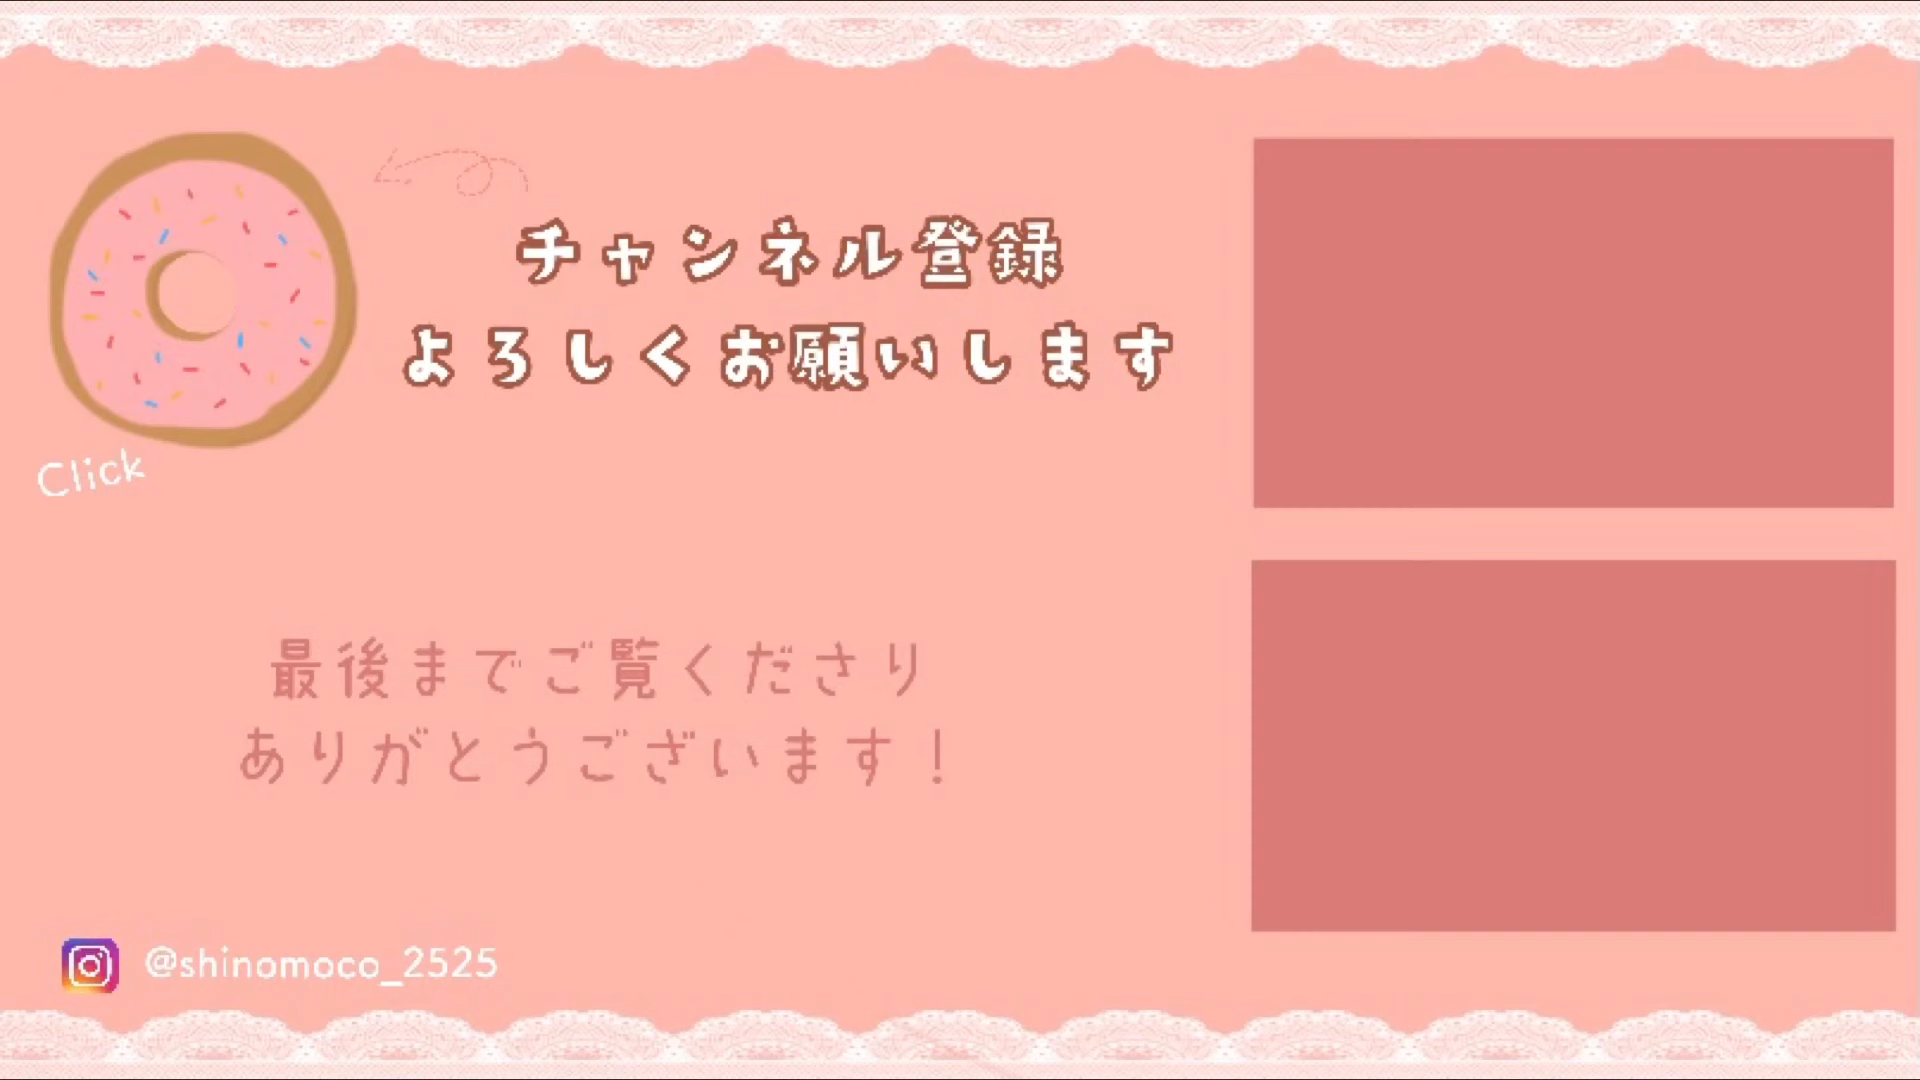 チャンネル登録
よろしくお願いします
Click
最後までご覧くださり
ありがとうございます！
@shinomoco_2525